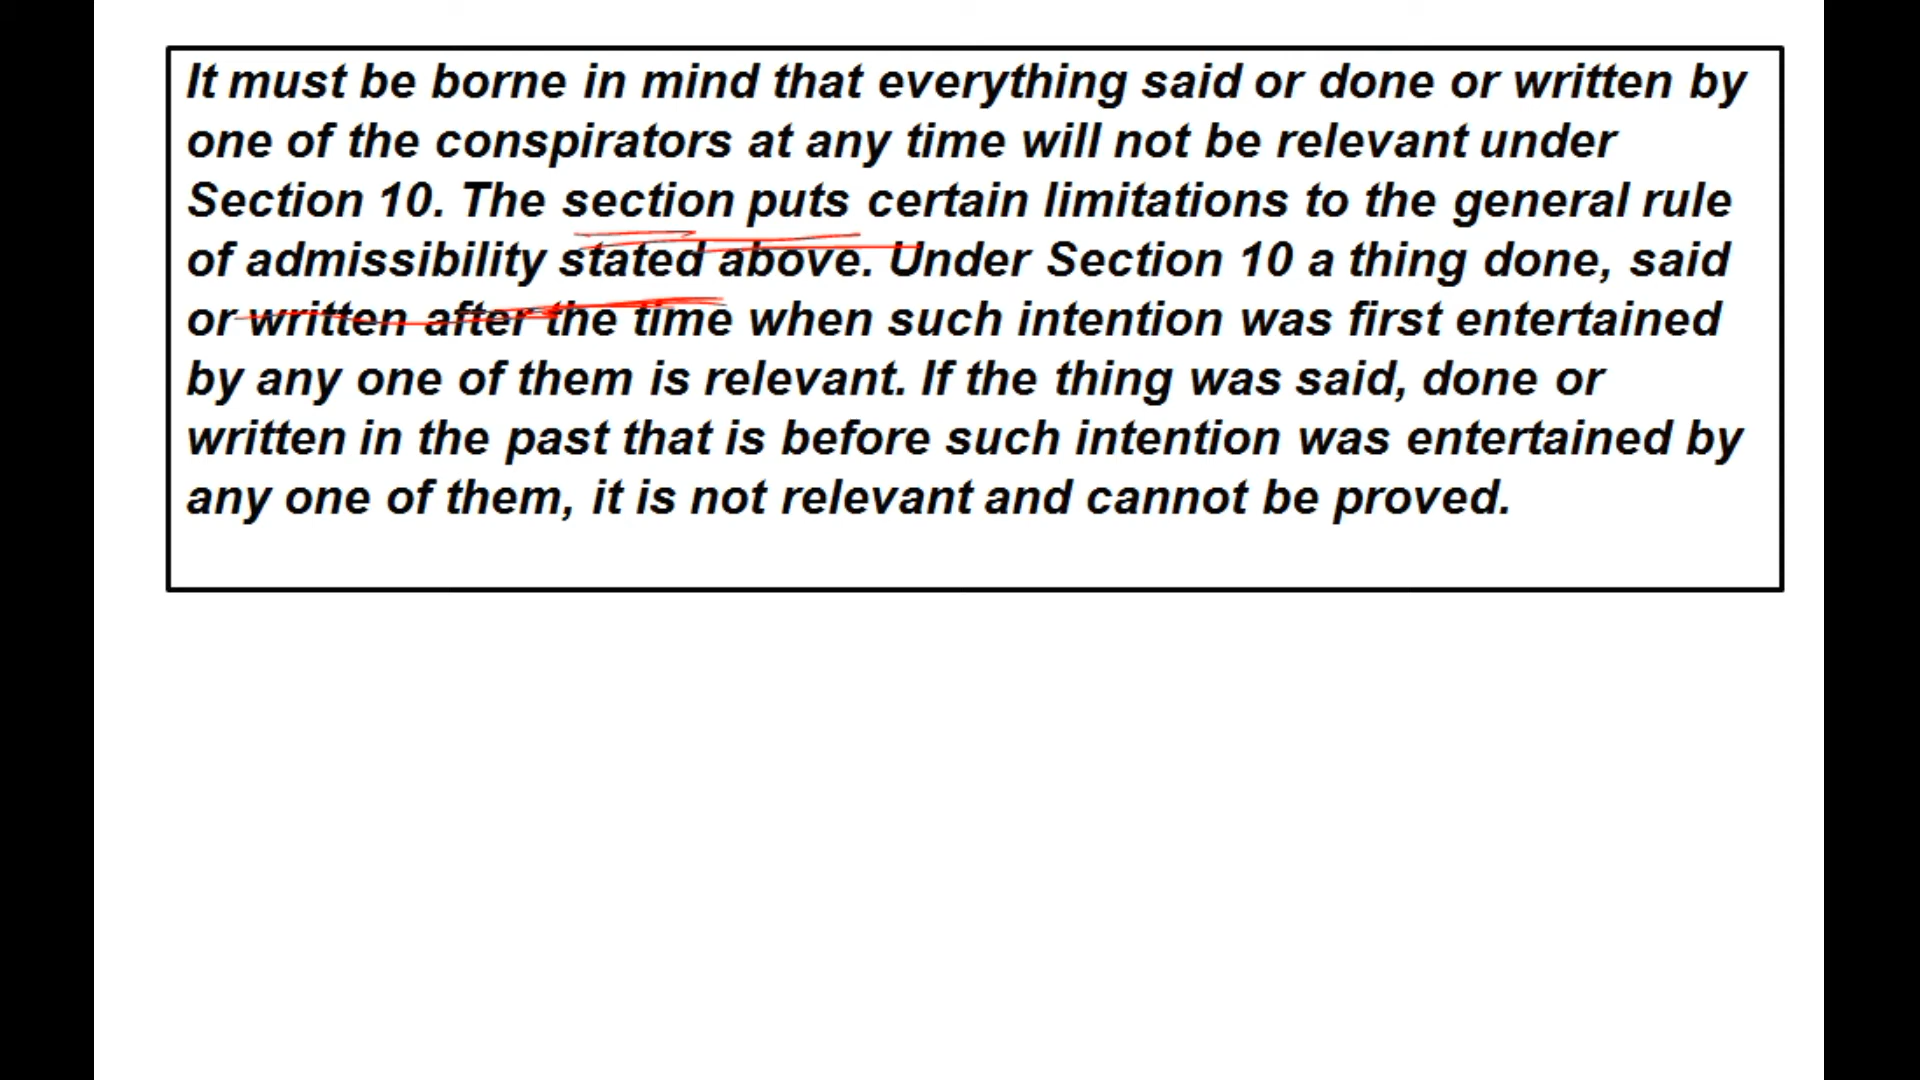 It must be borne in mind that everything said or done or written by
one of the conspirators at any time will not be relevant under
Section 10. The section puts certain limitations to the general rule
of admissibility stated above. Under Section 10 a thing done, said
or written after the time when such intention was first entertained
by any one of them is relevant. If the thing was said, done or
written in the past that is before such intention was entertained by
any one of them, it is not relevant and cannot be proved.